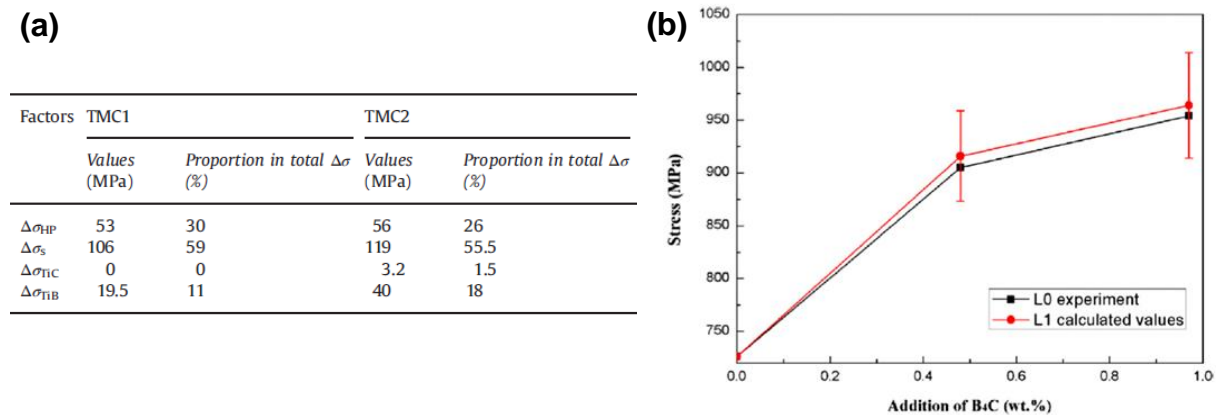 (a)
Factors TMC1 TMC2
Values Proportion in total Δσ Values Proportion in total Δσ
(MPa) (%) (MPa) (%)
ΔσHP 53 30 56 26
Δσs 106 59 119 55.5
ΔσTiC 0 0 3.2 1.5
ΔσTiB 19.5 11 40 18
(b)
1050
1000
950
900
850
800
750
Stress (MPa)
L0 experiment
L1 calculated values
0.0 0.2 0.4 0.6 0.8 1.0
Addition of B₄C (wt.%)